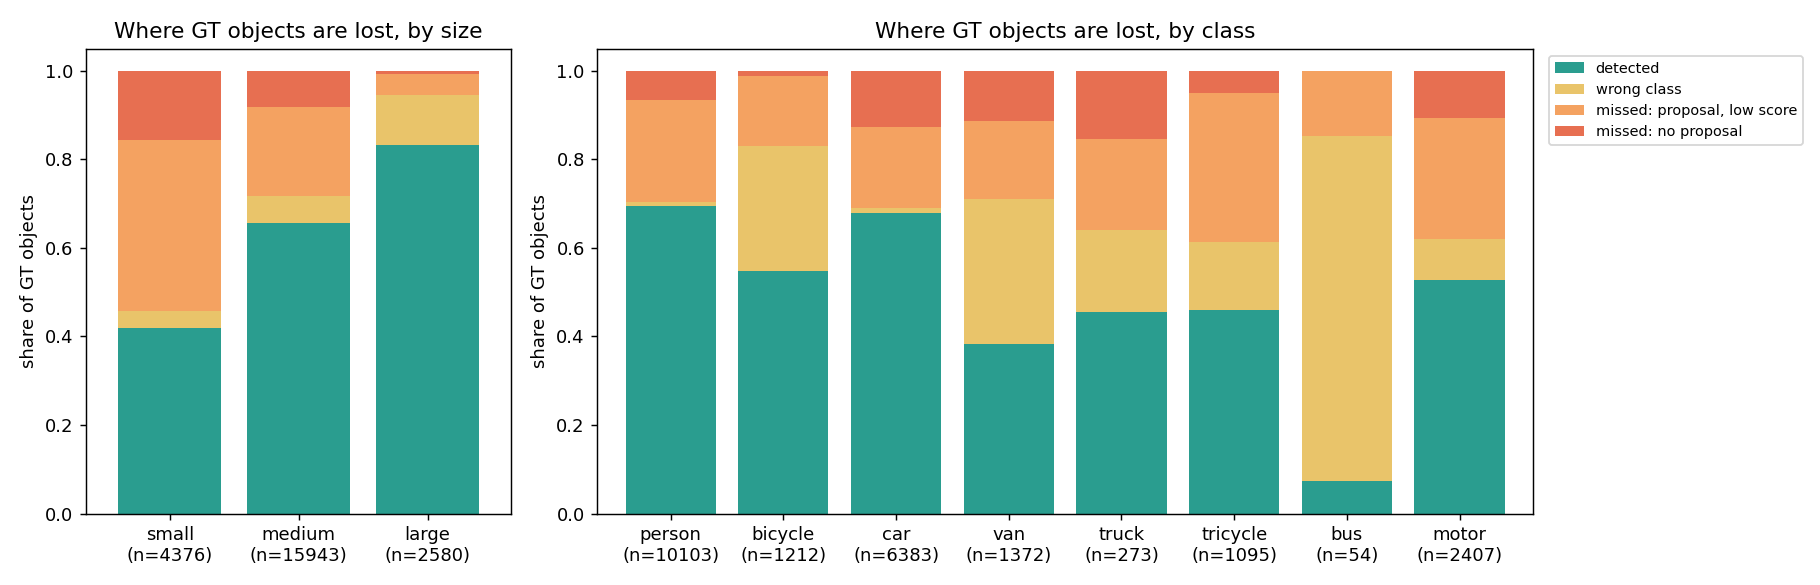 Where GT objects are lost, by size
share of GT objects
1.0
0.8
0.6
0.4
0.2
0.0
small
(n=4376)
medium
(n=15943)
large
(n=2580)
Where GT objects are lost, by class
share of GT objects
1.0
0.8
0.6
0.4
0.2
0.0
person
(n=10103)
bicycle
(n=1212)
car
(n=6383)
van
(n=1372)
truck
(n=273)
tricycle
(n=1095)
bus
(n=54)
motor
(n=2407)
detected
wrong class
missed: proposal, low score
missed: no proposal